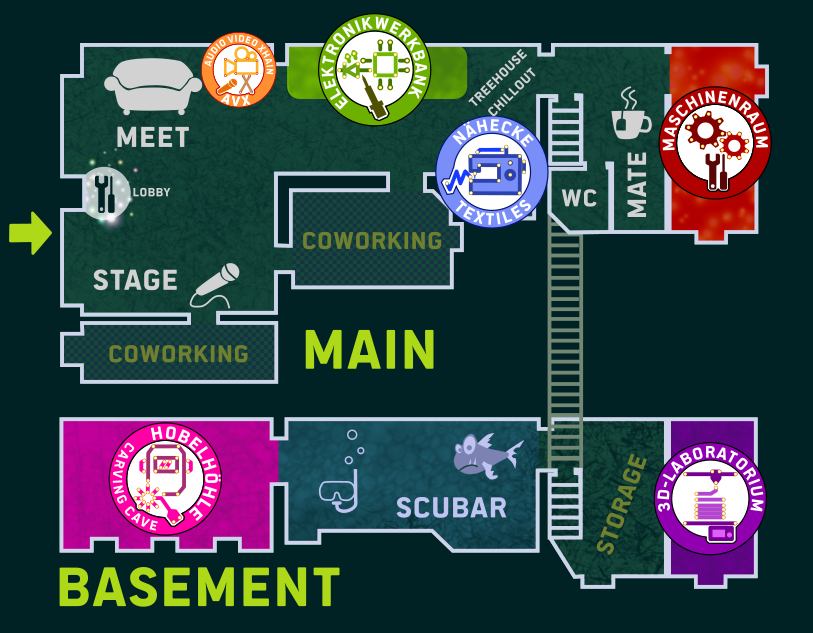 AUDIO VIDEO XHAIN
AVX
ELEKTRONIKWERKBANK
TREEHOUSE
CHILLOUT
MEET
NÄHECKE
TEXTILES
MASCHINENRAUM
MATE
WC
LOBBY
COWORKING
STAGE
COWORKING
MAIN
HOBELHÖHLE
CARVING CAVE
SCUBAR
STORAGE
3D-LABORATORIUM
BASEMENT